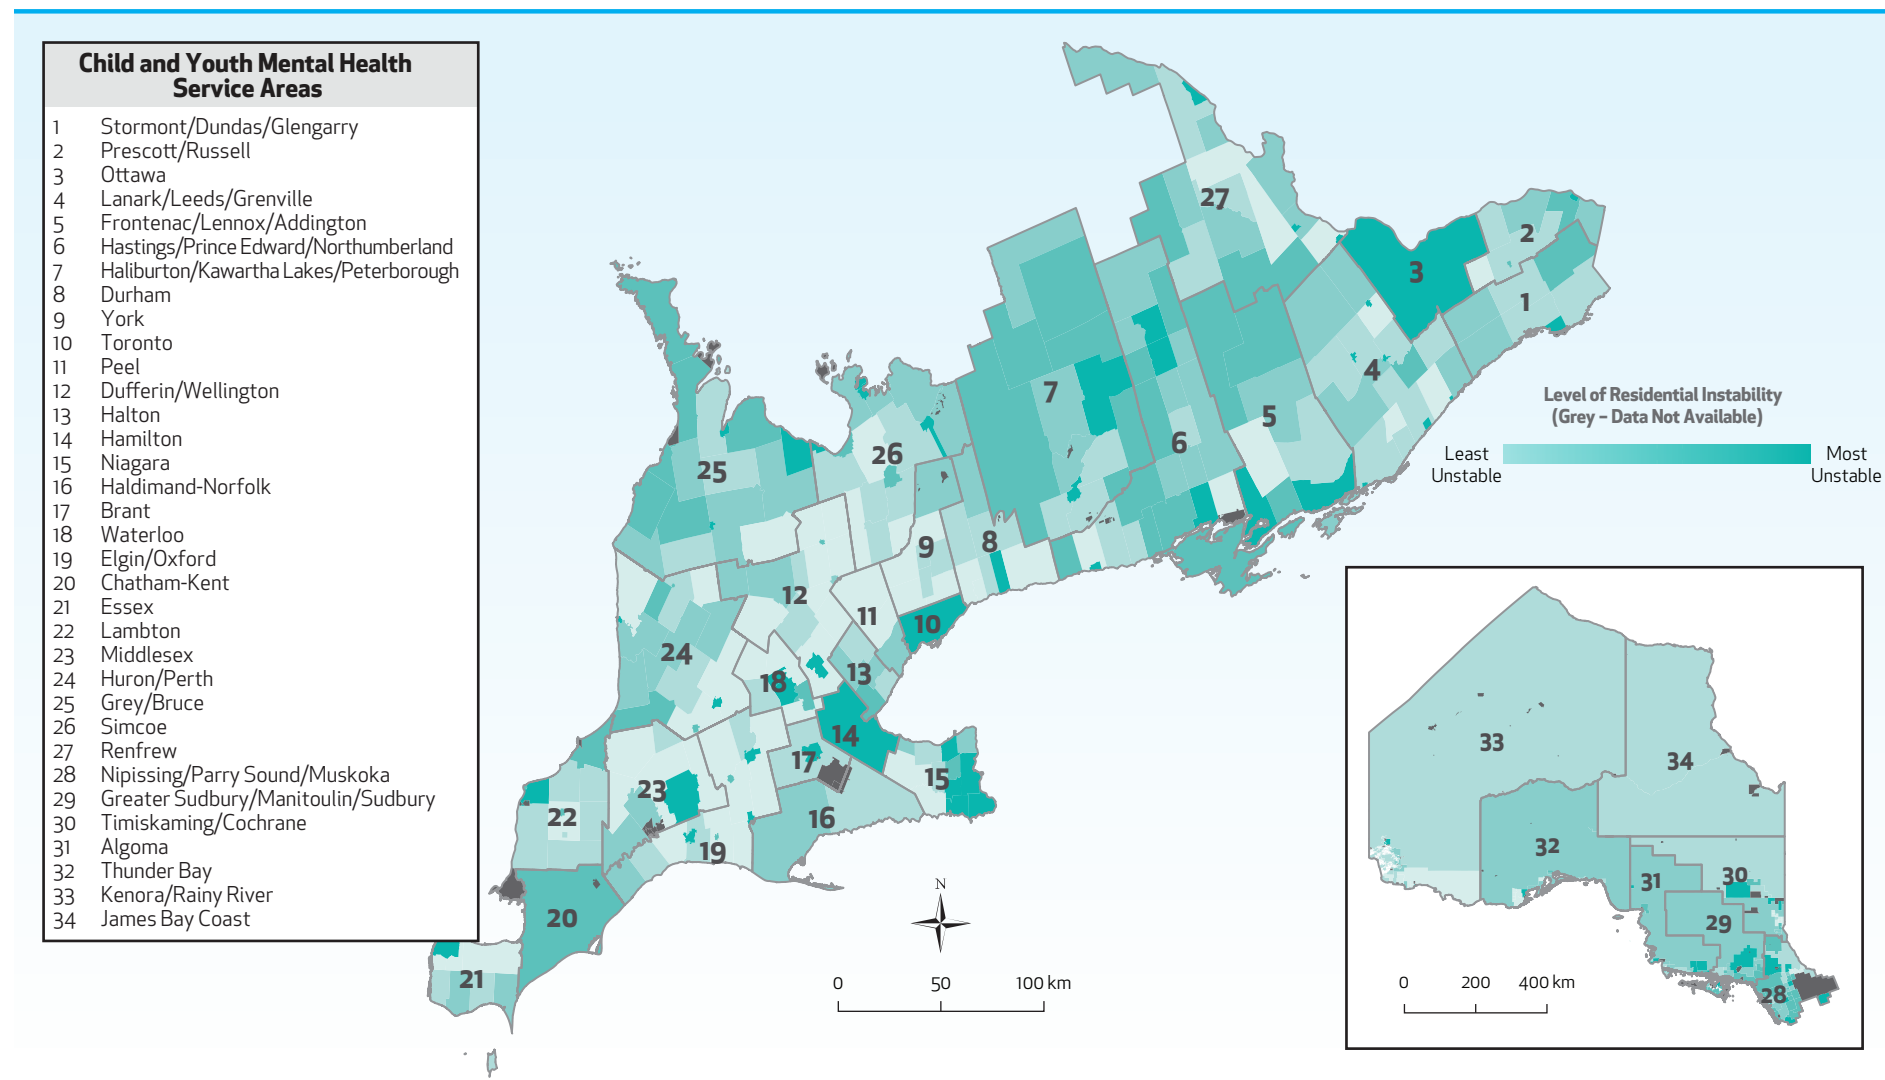 Child and Youth Mental Health
Service Areas
1 Stormont/Dundas/Glengarry
2 Prescott/Russell
3 Ottawa
4 Lanark/Leeds/Grenville
5 Frontenac/Lennox/Addington
6 Hastings/Prince Edward/Northumberland
7 Haliburton/Kawartha Lakes/Peterborough
8 Durham
9 York
10 Toronto
11 Peel
12 Dufferin/Wellington
13 Halton
14 Hamilton
15 Niagara
16 Haldimand-Norfolk
17 Brant
18 Waterloo
19 Elgin/Oxford
20 Chatham-Kent
21 Essex
22 Lambton
23 Middlesex
24 Huron/Perth
25 Grey/Bruce
26 Simcoe
27 Renfrew
28 Nipissing/Parry Sound/Muskoka
29 Greater Sudbury/Manitoulin/Sudbury
30 Timiskaming/Cochrane
31 Algoma
32 Thunder Bay
33 Kenora/Rainy River
34 James Bay Coast
27
2
3
1
4
7
5
6
26
25
9
8
12
11
10
24
13
18
14
17
15
23
16
22
19
20
21
Level of Residential Instability
(Grey – Data Not Available)
Least
Unstable
Most
Unstable
N
0 50 100 km
33
34
32
31
30
29
28
0 200 400 km